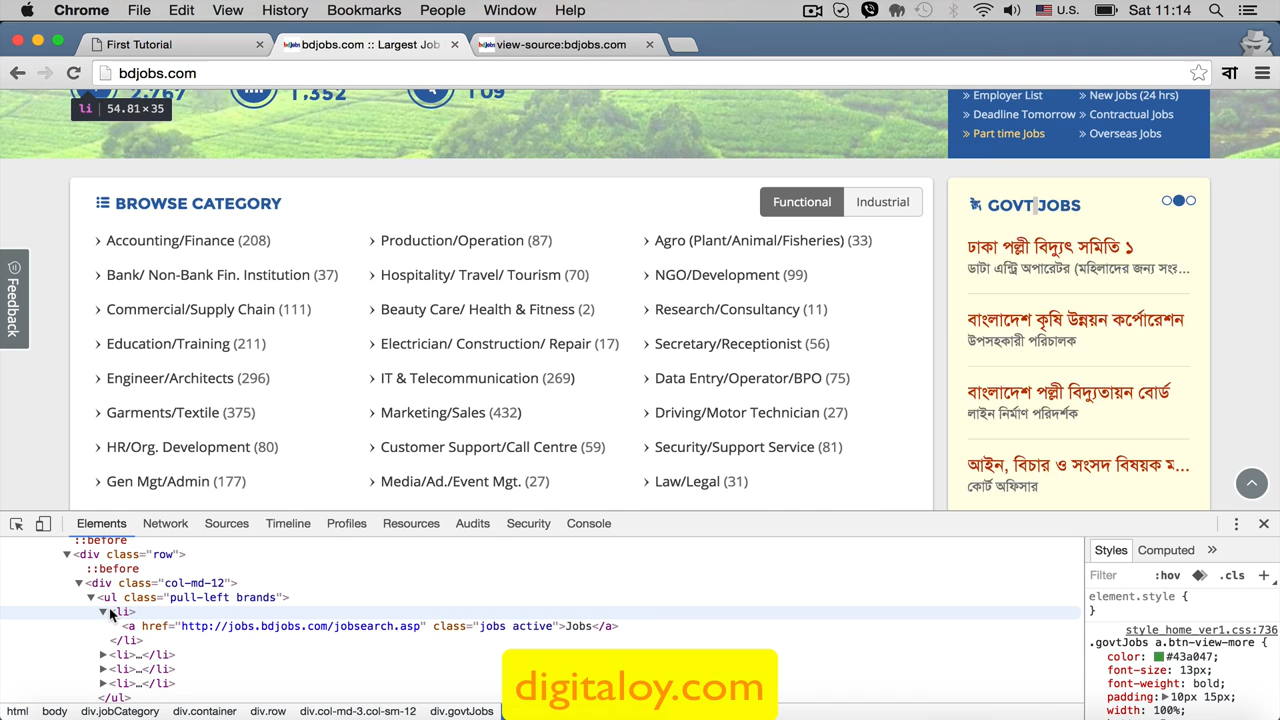 Chrome File Edit View History Bookmarks People Window Help U.S. Sat 11:14
First Tutorial × bdjobs.com :: Largest Job × view-source:bdjobs.com ×
bdjobs.com বা
2,767 1,352 109
li | 54.81×35
» Employer List » New Jobs (24 hrs)
» Deadline Tomorrow » Contractual Jobs
» Part time Jobs » Overseas Jobs
BROWSE CATEGORY Functional Industrial
GOVT JOBS
› Accounting/Finance (208) › Production/Operation (87) › Agro (Plant/Animal/Fisheries) (33)
› Bank/ Non-Bank Fin. Institution (37) › Hospitality/ Travel/ Tourism (70) › NGO/Development (99)
› Commercial/Supply Chain (111) › Beauty Care/ Health & Fitness (2) › Research/Consultancy (11)
› Education/Training (211) › Electrician/ Construction/ Repair (17) › Secretary/Receptionist (56)
› Engineer/Architects (296) › IT & Telecommunication (269) › Data Entry/Operator/BPO (75)
› Garments/Textile (375) › Marketing/Sales (432) › Driving/Motor Technician (27)
› HR/Org. Development (80) › Customer Support/Call Centre (59) › Security/Support Service (81)
› Gen Mgt/Admin (177) › Media/Ad./Event Mgt. (27) › Law/Legal (31)
ঢাকা পল্লী বিদ্যুৎ সমিতি ১
ডাটা এন্ট্রি অপারেটর (মহিলাদের জন্য সংর...
বাংলাদেশ কৃষি উন্নয়ন কর্পোরেশন
উপসহকারী পরিচালক
বাংলাদেশ পল্লী বিদ্যুতায়ন বোর্ড
লাইন নির্মাণ পরিদর্শক
আইন, বিচার ও সংসদ বিষয়ক ম...
কোর্ট অফিসার
Feedback
Elements Network Sources Timeline Profiles Resources Audits Security Console
::before
<div class="row">
::before
<div class="col-md-12">
<ul class="pull-left brands">
<li>
<a href="http://jobs.bdjobs.com/jobsearch.asp" class="jobs active">Jobs</a>
</li>
<li>…</li>
<li>…</li>
<li>…</li>
</ul>
html body div.jobCategory div.container div.row div.col-md-3.col-sm-12 div.govtJobs
Styles Computed »
Filter :hov .cls +
element.style {
}
style_home_ver1.css:736
.govtJobs a.btn-view-more {
color: #43a047;
font-size: 13px;
font-weight: bold;
padding: 10px 15px;
width: 100%;
digitaloy.com